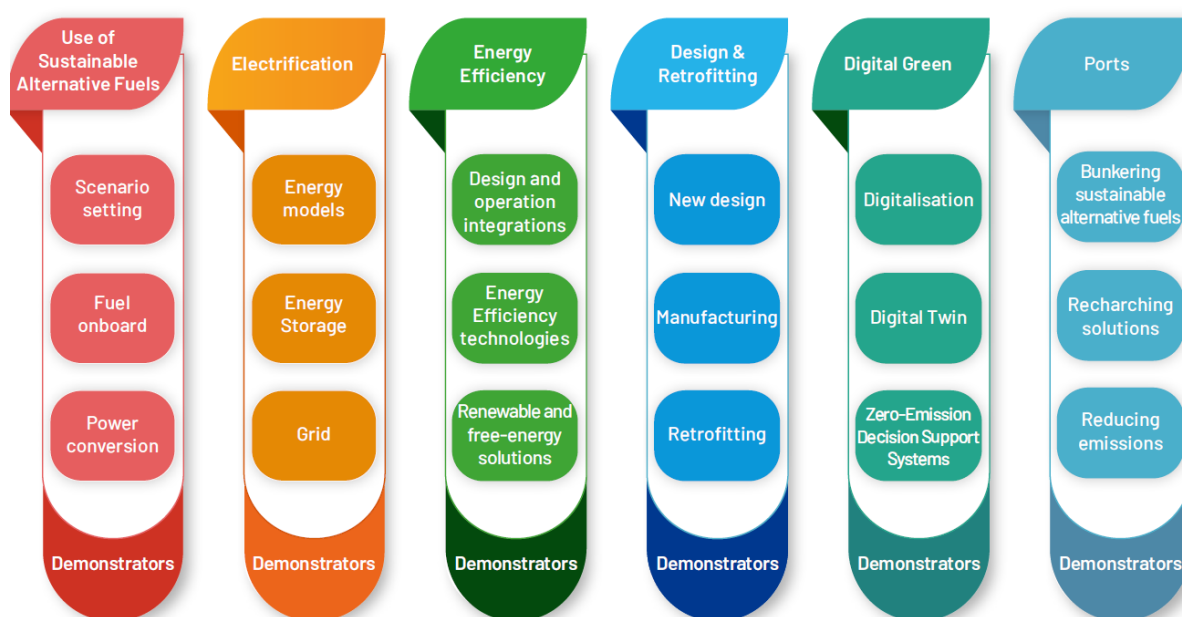 Use of
Sustainable
Alternative Fuels
Scenario
setting
Fuel
onboard
Power
conversion
Demonstrators
Electrification
Energy
models
Energy
Storage
Grid
Demonstrators
Energy
Efficiency
Design and
operation
integrations
Energy
Efficiency
technologies
Renewable and
free-energy
solutions
Demonstrators
Design &
Retrofitting
New design
Manufacturing
Retrofitting
Demonstrators
Digital Green
Digitalisation
Digital Twin
Zero-Emission
Decision Support
Systems
Demonstrators
Ports
Bunkering
sustainable
alternative fuels
Recharching
solutions
Reducing
emissions
Demonstrators